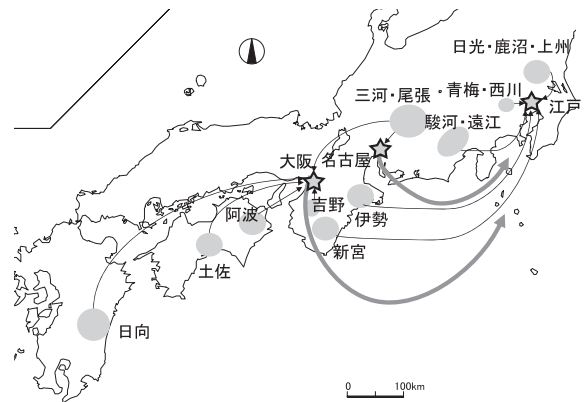 日光・鹿沼・上州
青梅・西川
江戸
三河・尾張
駿河・遠江
大阪
名古屋
吉野
伊勢
阿波
新宮
土佐
日向
0
100km